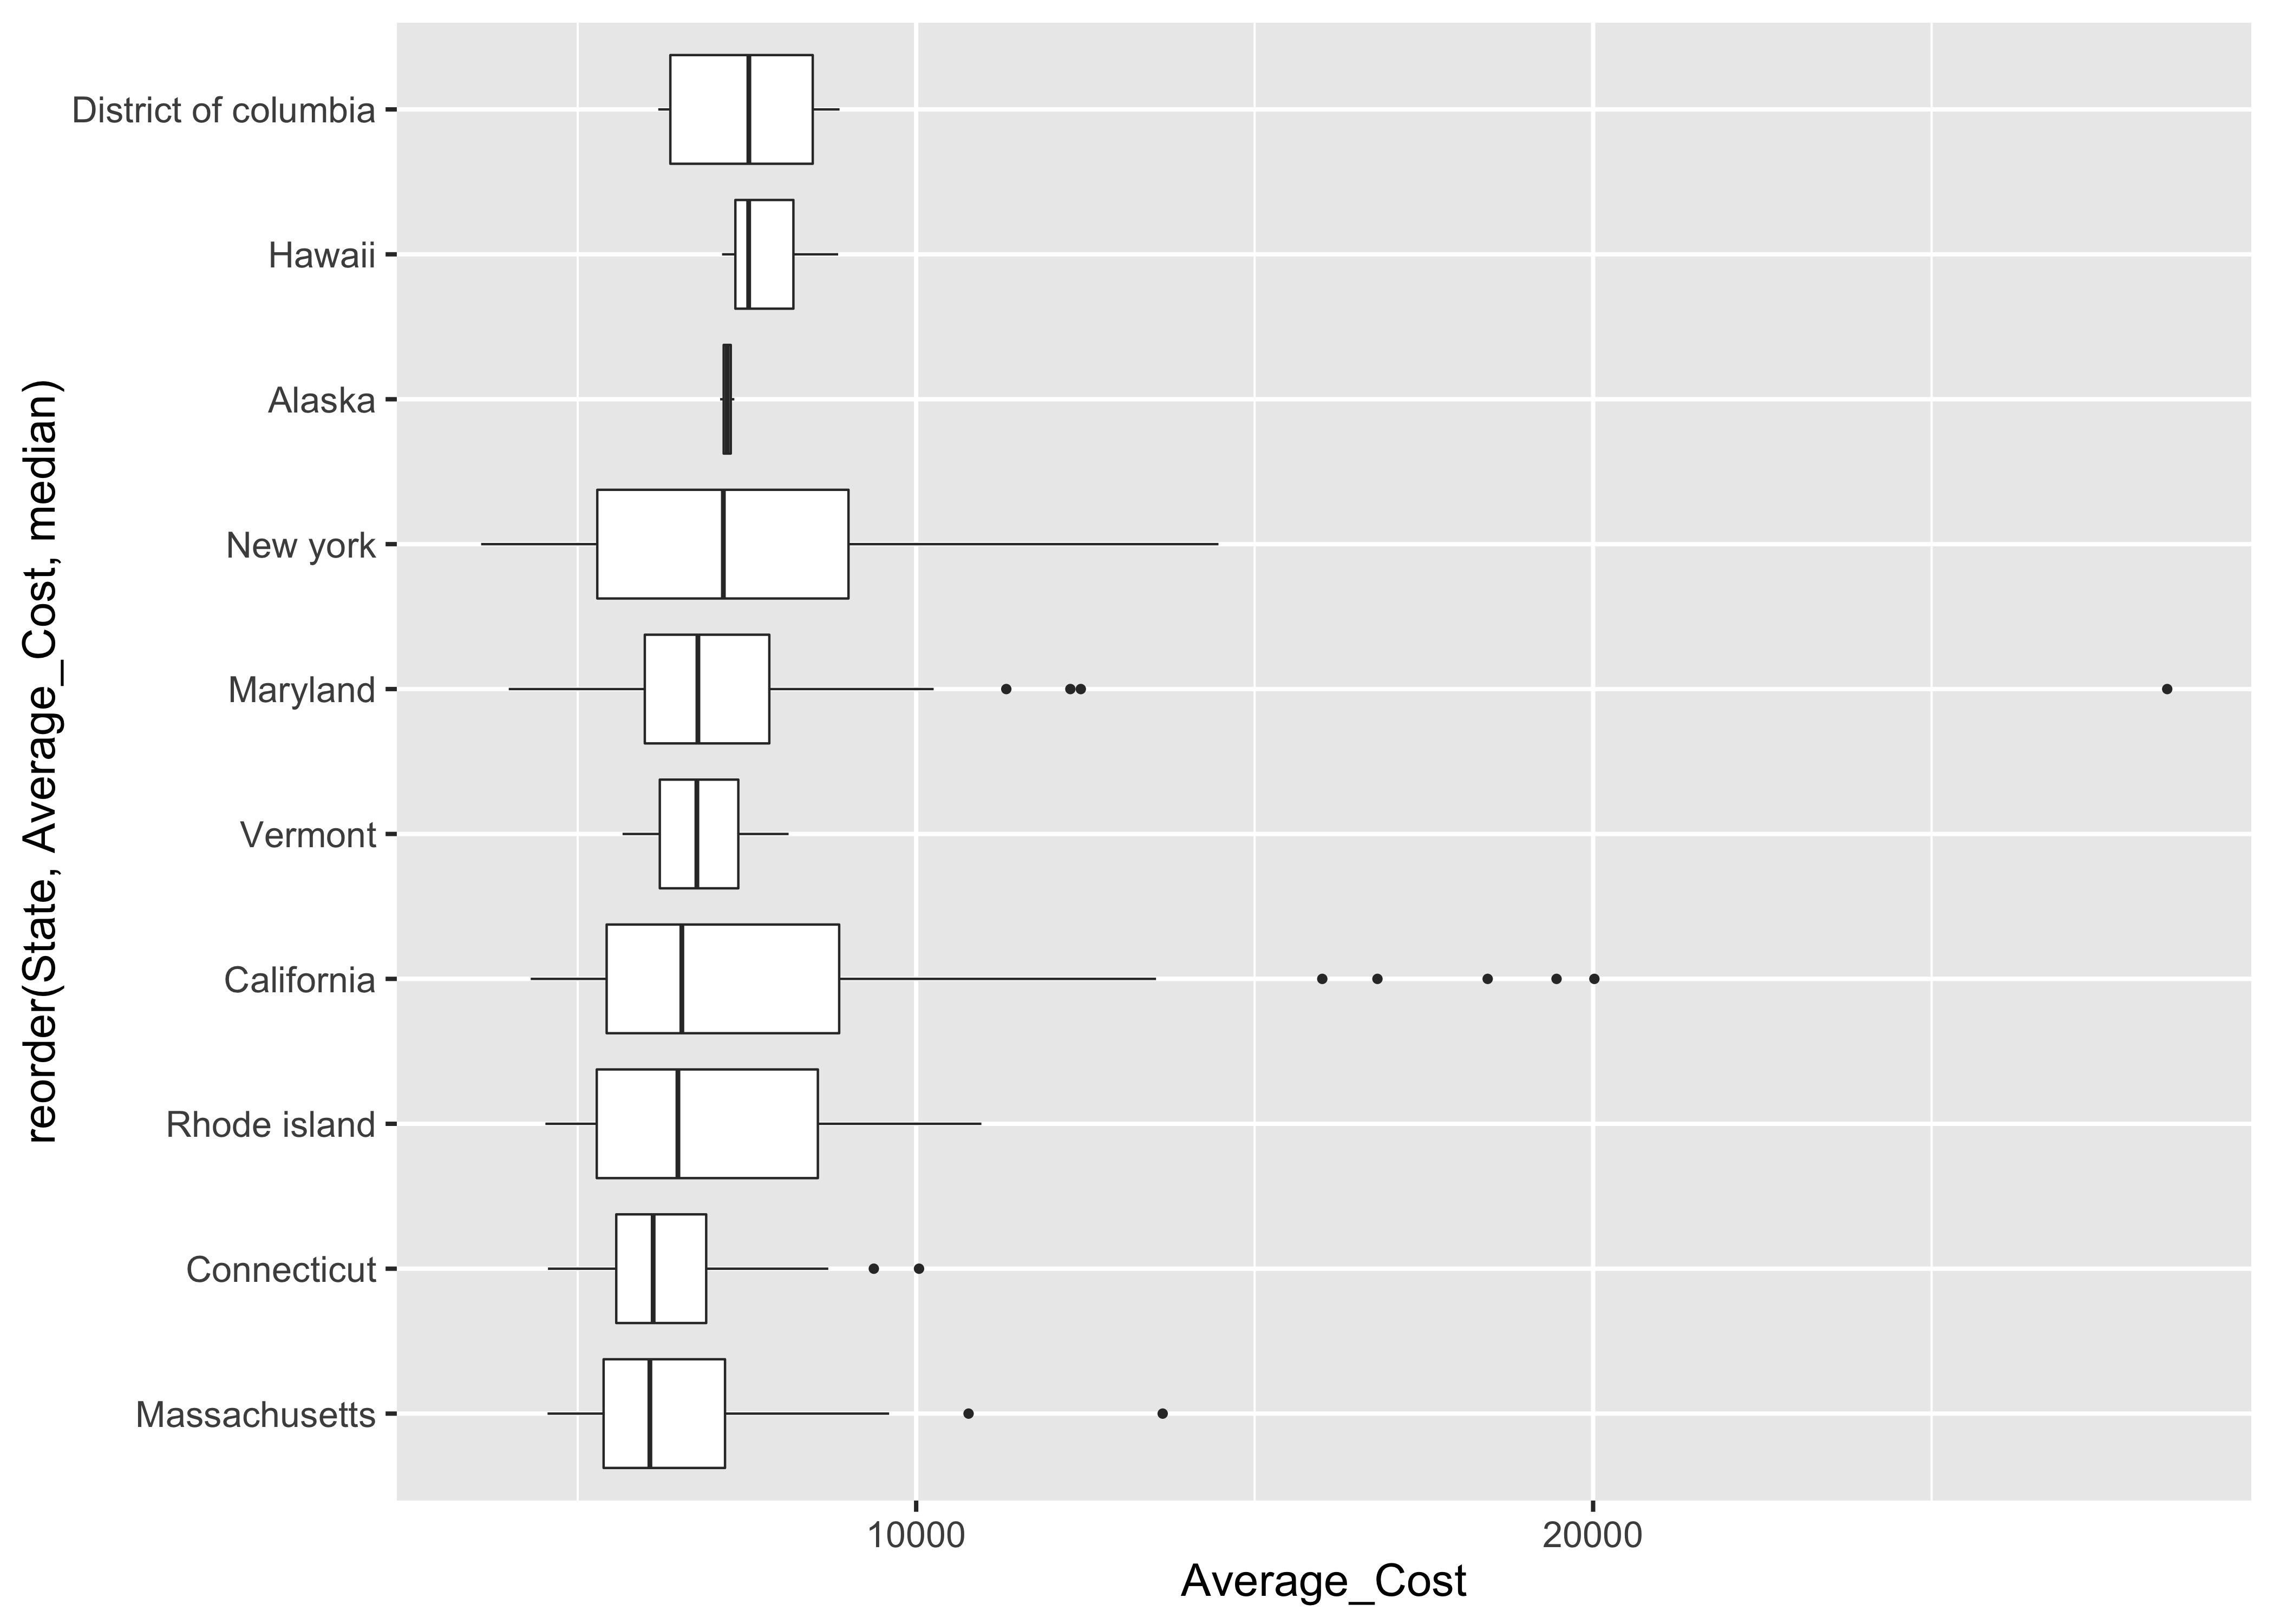 reorder(State, Average_Cost, median)
District of columbia
Hawaii
Alaska
New york
Maryland
Vermont
California
Rhode island
Connecticut
Massachusetts
10000
20000
Average_Cost